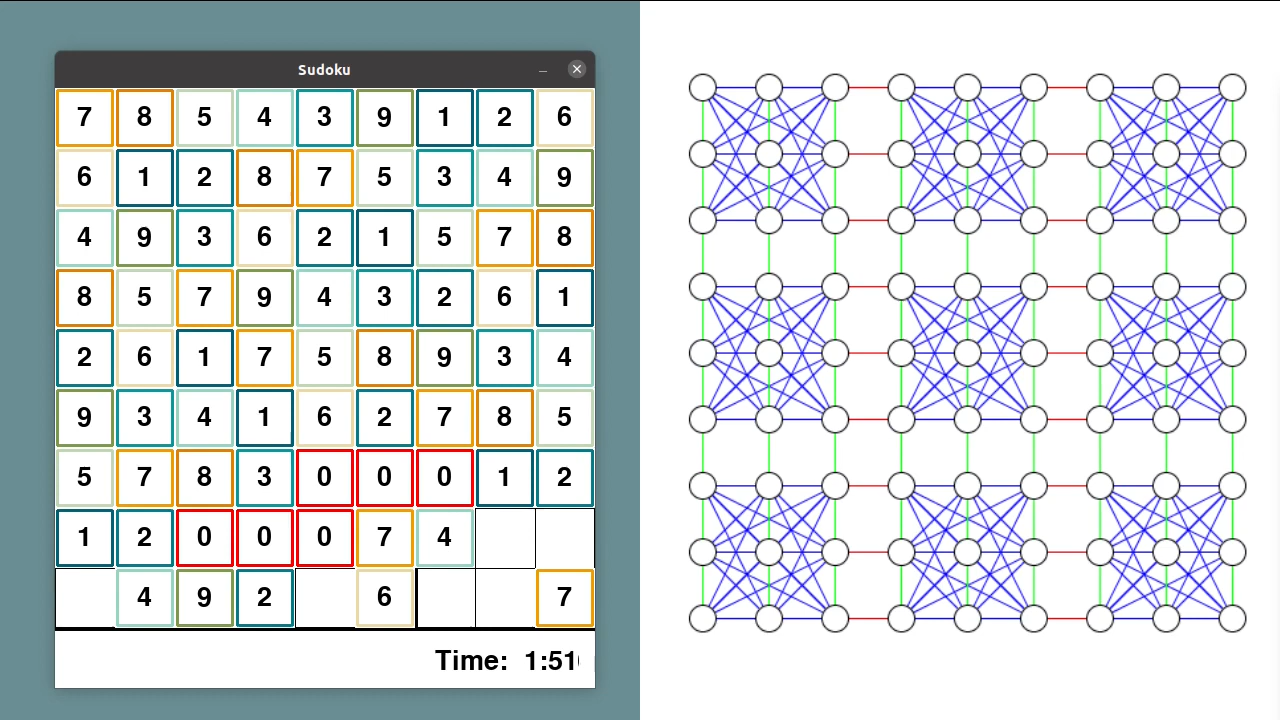 Sudoku
7 8 5 4 3 9 1 2 6
6 1 2 8 7 5 3 4 9
4 9 3 6 2 1 5 7 8
8 5 7 9 4 3 2 6 1
2 6 1 7 5 8 9 3 4
9 3 4 1 6 2 7 8 5
5 7 8 3 0 0 0 1 2
1 2 0 0 0 7 4
4 9 2 6 7
Time: 1:51